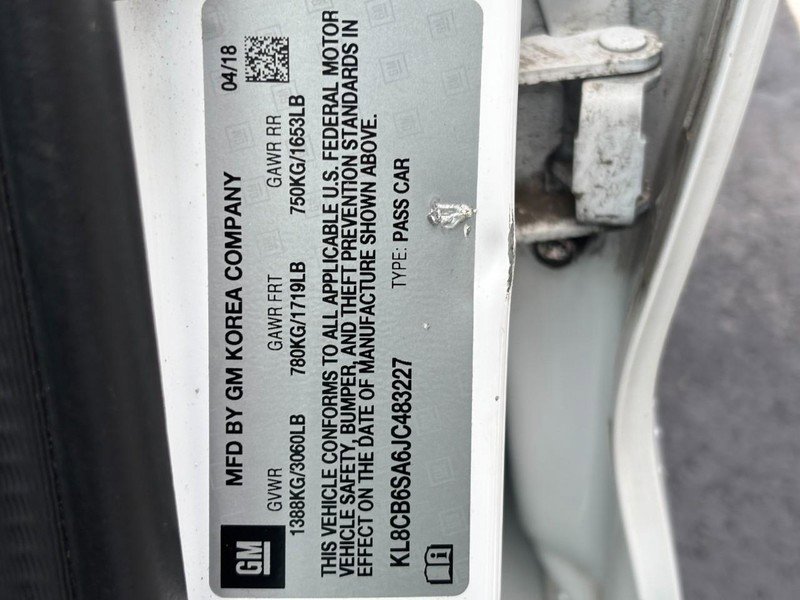 GM
MFD BY GM KOREA COMPANY 04/18
GVWR GAWR FRT GAWR RR
1388KG/3060LB 780KG/1719LB 750KG/1653LB
THIS VEHICLE CONFORMS TO ALL APPLICABLE U.S. FEDERAL MOTOR
VEHICLE SAFETY, BUMPER, AND THEFT PREVENTION STANDARDS IN
EFFECT ON THE DATE OF MANUFACTURE SHOWN ABOVE.
KL8CB6SA6JC483227 TYPE: PASS CAR